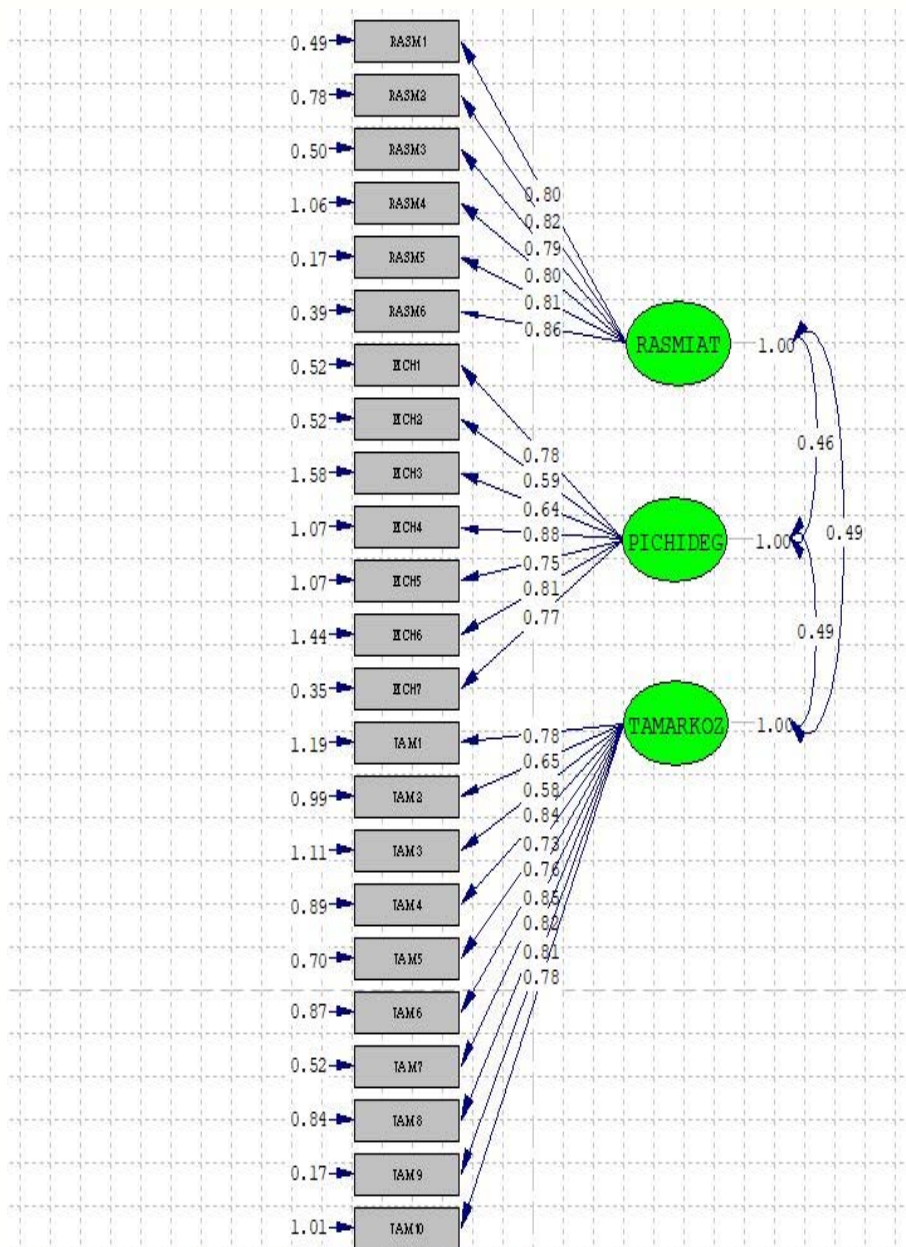 0.49 RASM1
0.78 RASM2
0.50 RASM3
1.06 RASM4
0.17 RASM5
0.39 RASM6
0.52 PICH1
0.52 PICH2
1.58 PICH3
1.07 PICH4
1.07 PICH5
1.44 PICH6
0.35 PICH7
1.19 TAM1
0.99 TAM2
1.11 TAM3
0.89 TAM4
0.70 TAM5
0.87 TAM6
0.52 TAM7
0.84 TAM8
0.17 TAM9
1.01 TAM10
0.80
0.82
0.79
0.80
0.81
0.86
0.78
0.59
0.64
0.88
0.75
0.81
0.77
0.78
0.65
0.58
0.84
0.73
0.76
0.85
0.82
0.81
0.78
RASMIAT 1.00
PICHIDEG 1.00
TAMARKOZ 1.00
0.46
0.49
0.49